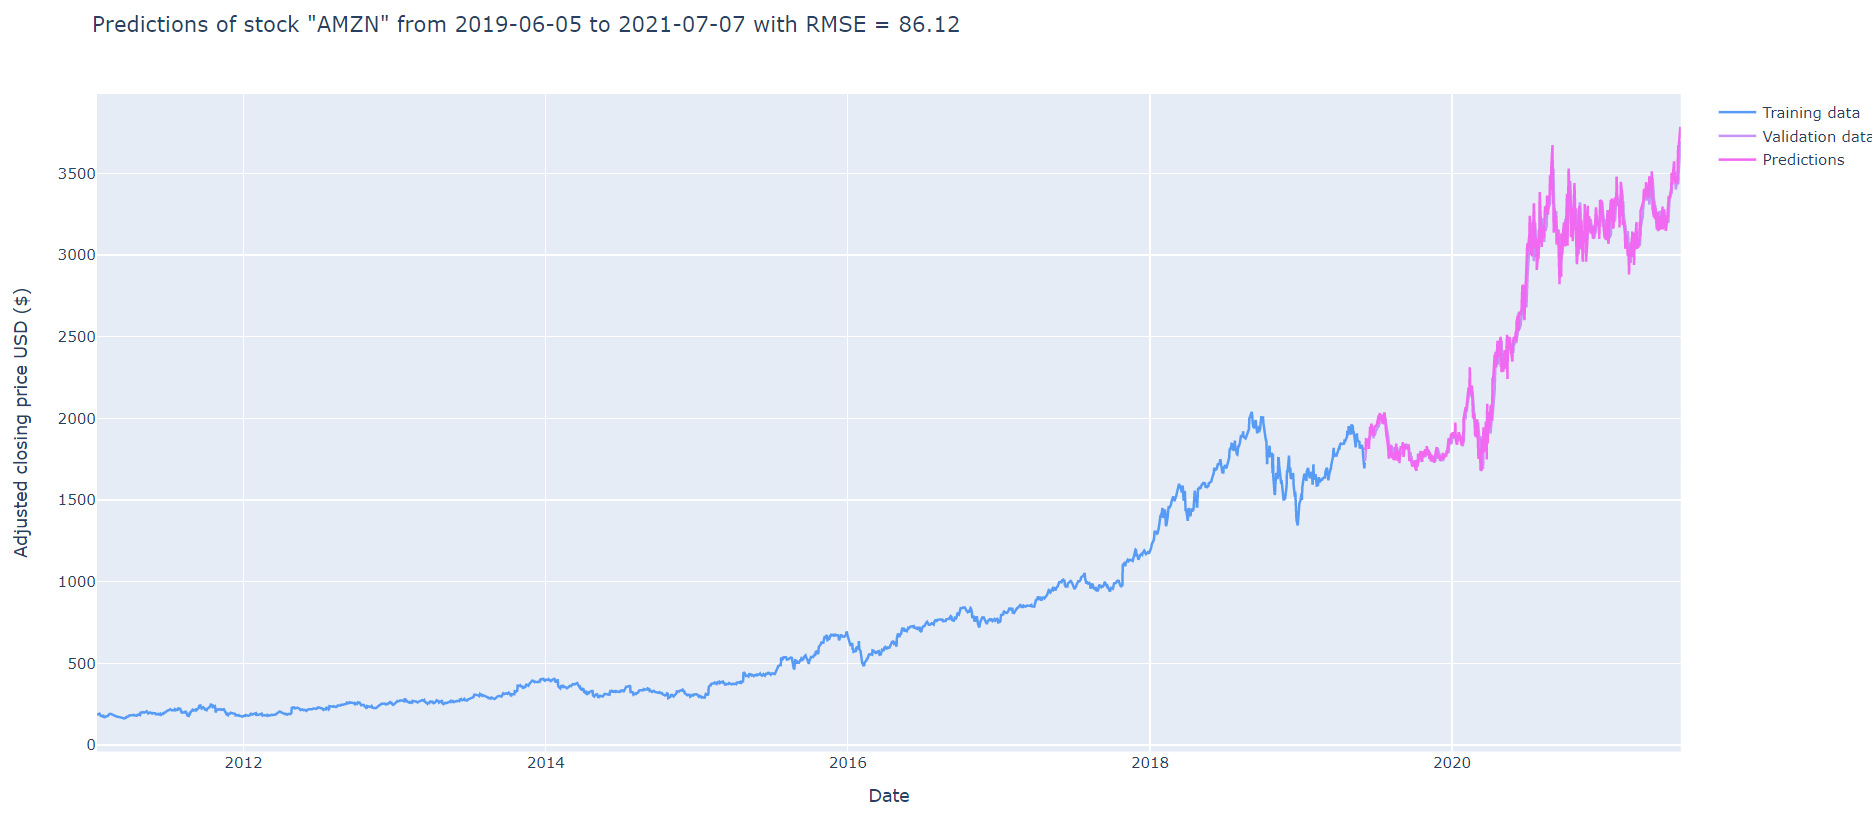 Predictions of stock "AMZN" from 2019-06-05 to 2021-07-07 with RMSE = 86.12
Training data
Validation data
Predictions
3500
3000
2500
2000
1500
1000
500
0
Adjusted closing price USD ($)
2012
2014
2016
2018
2020
Date